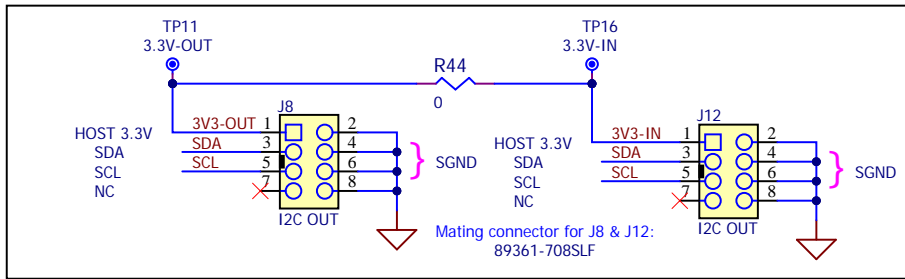 TP11
3.3V-OUT
TP16
3.3V-IN
R44
0
J8
HOST 3.3V
SDA
SCL
NC
3V3-OUT
SDA
SCL
1
3
5
7
2
4
6
8
SGND
I2C OUT
J12
HOST 3.3V
SDA
SCL
NC
3V3-IN
SDA
SCL
1
3
5
7
2
4
6
8
SGND
I2C OUT
Mating connector for J8 & J12:
89361-708SLF